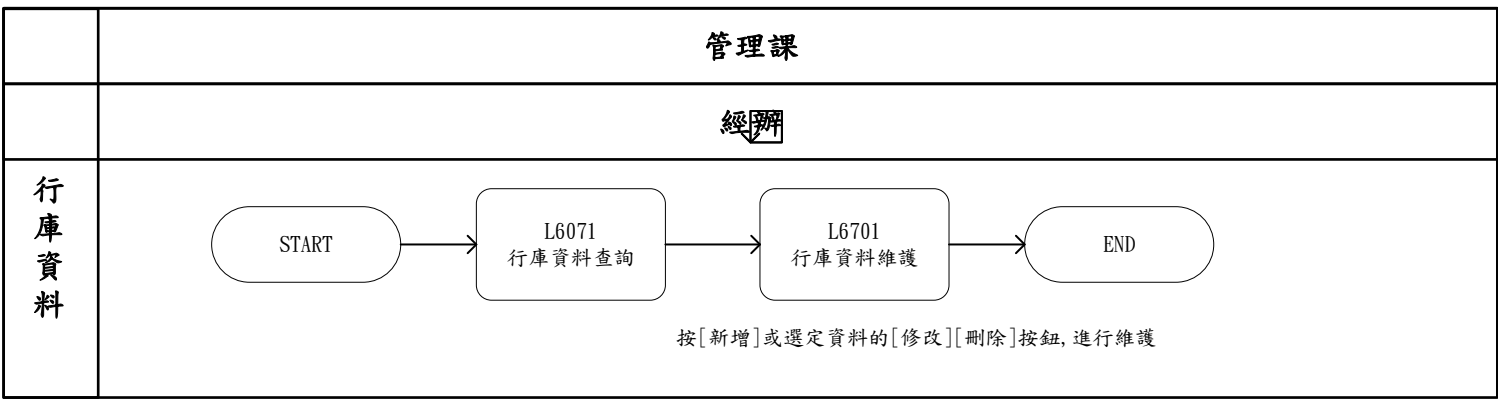 管理課
經辦
行庫資料
START
L6071
行庫資料查詢
L6701
行庫資料維護
END
按[新增]或選定資料的[修改][刪除]按鈕,進行維護